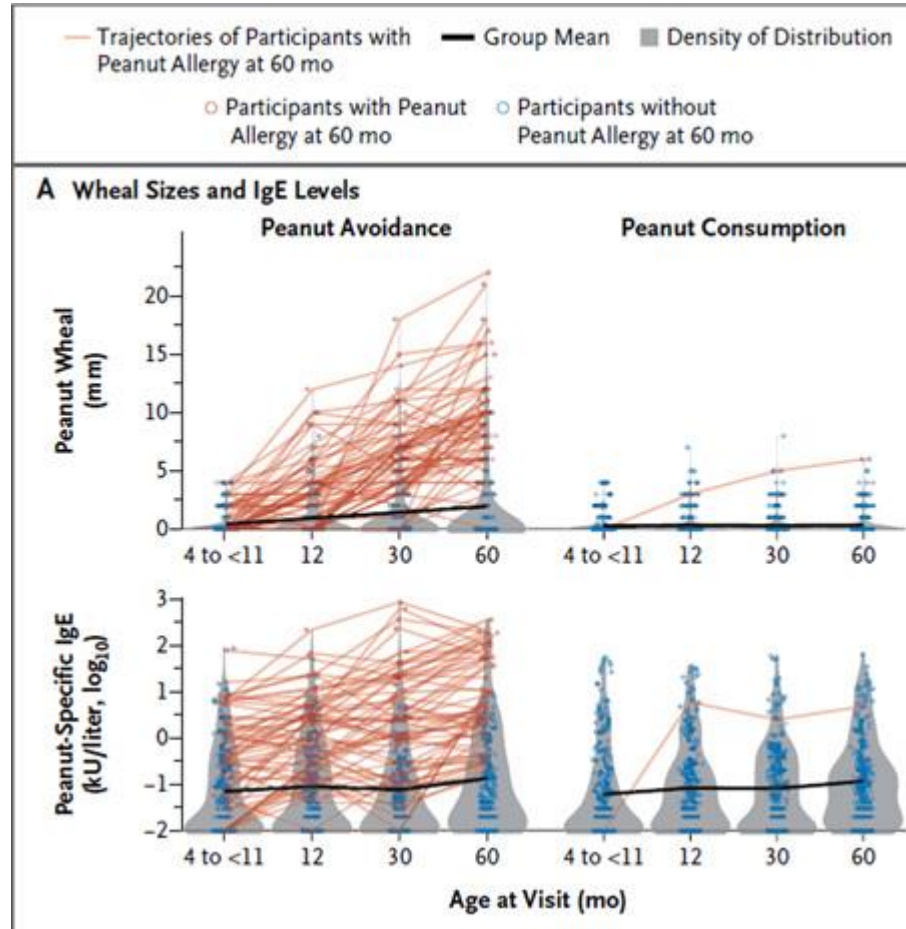 Trajectories of Participants with
Peanut Allergy at 60 mo
Group Mean
Density of Distribution
Participants with Peanut
Allergy at 60 mo
Participants without
Peanut Allergy at 60 mo
A Wheal Sizes and IgE Levels
Peanut Avoidance
Peanut Consumption
Peanut Wheal
(mm)
20
15
10
5
0
4 to <11 12 30 60
4 to <11 12 30 60
Peanut-Specific IgE
(kU/liter, log10)
3
2
1
0
–1
–2
4 to <11 12 30 60
4 to <11 12 30 60
Age at Visit (mo)